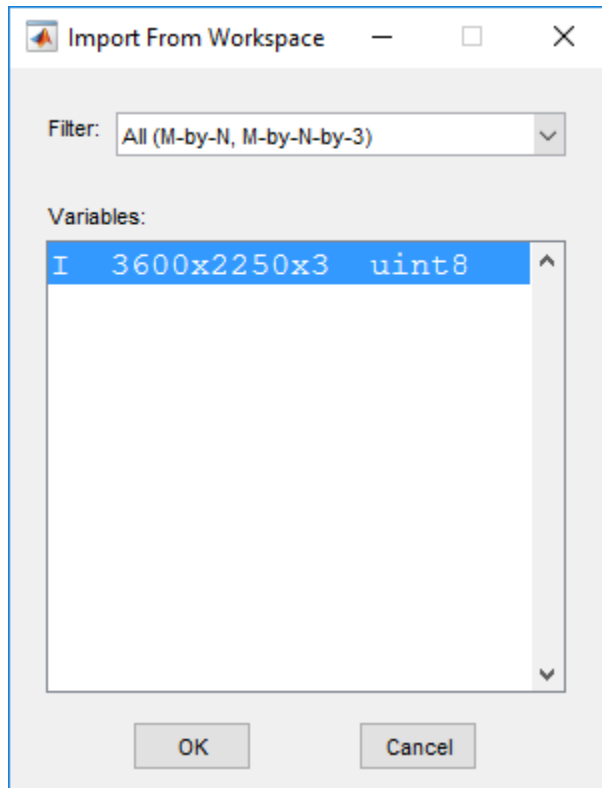 Import From Workspace
Filter: All (M-by-N, M-by-N-by-3)
Variables:
I 3600x2250x3 uint8
OK Cancel